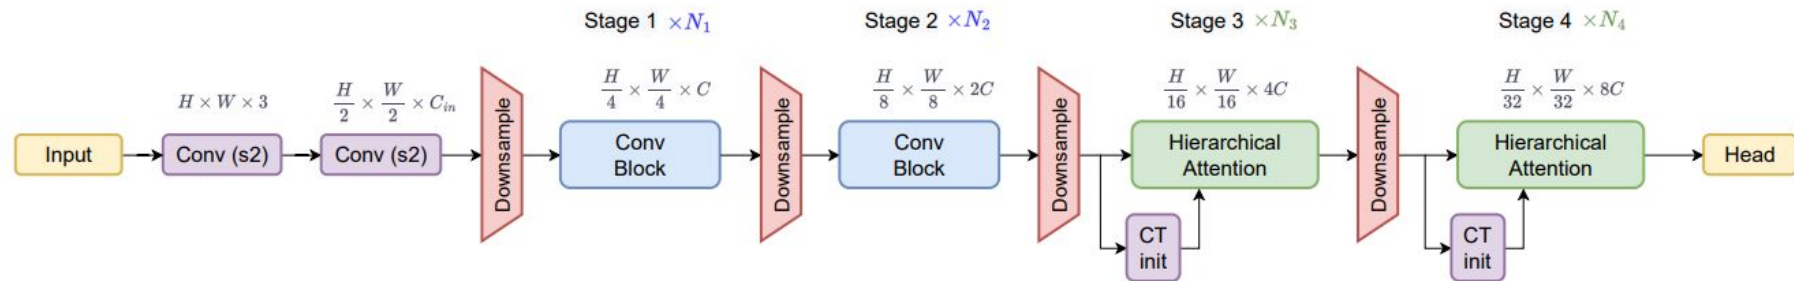 Stage 1 ×N₁
Stage 2 ×N₂
Stage 3 ×N₃
Stage 4 ×N₄
H × W × 3
H/2 × W/2 × C_{in}
H/4 × W/4 × C
H/8 × W/8 × 2C
H/16 × W/16 × 4C
H/32 × W/32 × 8C
Input
Conv (s2)
Conv (s2)
Downsample
Conv
Block
Downsample
Conv
Block
Downsample
Hierarchical
Attention
CT
init
Downsample
Hierarchical
Attention
CT
init
Head